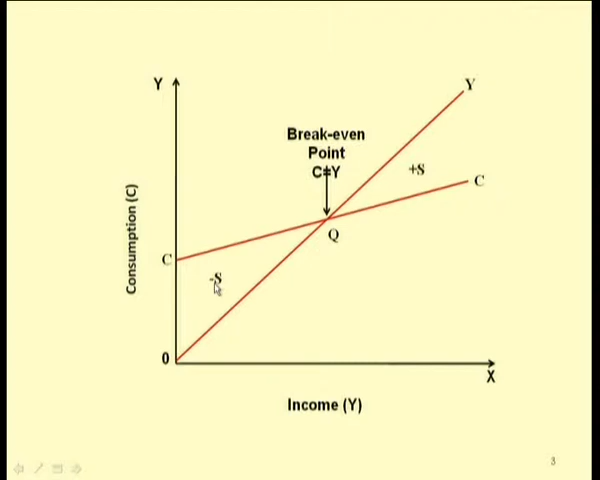 Y
Y
Break-even
Point
C=Y
+S
C
Consumption (C)
Q
C
-S
0
X
Income (Y)
3